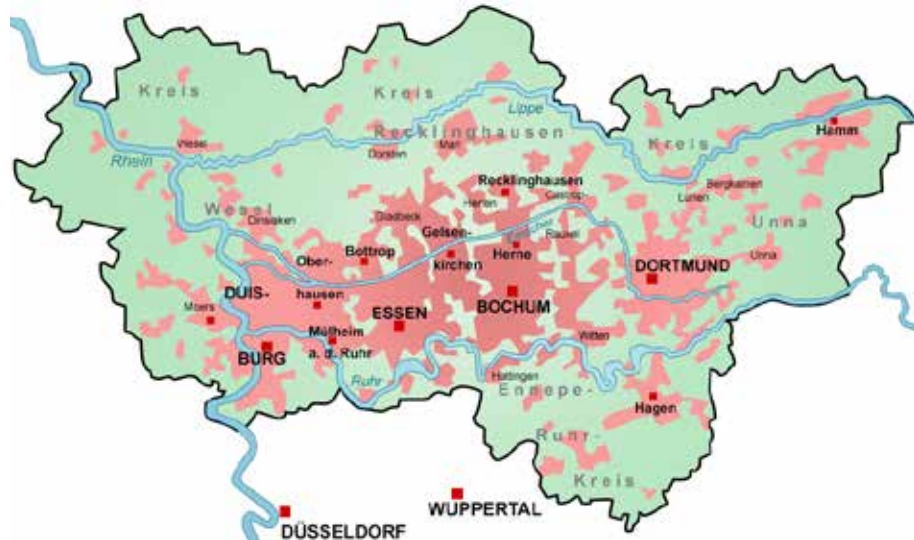 Kreis
Kreis
Lippe
Recklinghausen
Kreis
Hamm
Rhein
Wesel
Dorsten
Marl
Recklinghausen
Herten
Castrop-
Rauxel
Lünen
Bergkamen
Wesel
Dinslaken
Gladbeck
Unna
Unna
Ober-
hausen
Bottrop
Gelsen-
kirchen
Herne
DORTMUND
Moers
DUIS-
BURG
ESSEN
BOCHUM
Mülheim
a. d. Ruhr
Witten
Ruhr
Hattingen
Ennepe-
Ruhr-
Kreis
Hagen
WUPPERTAL
DÜSSELDORF